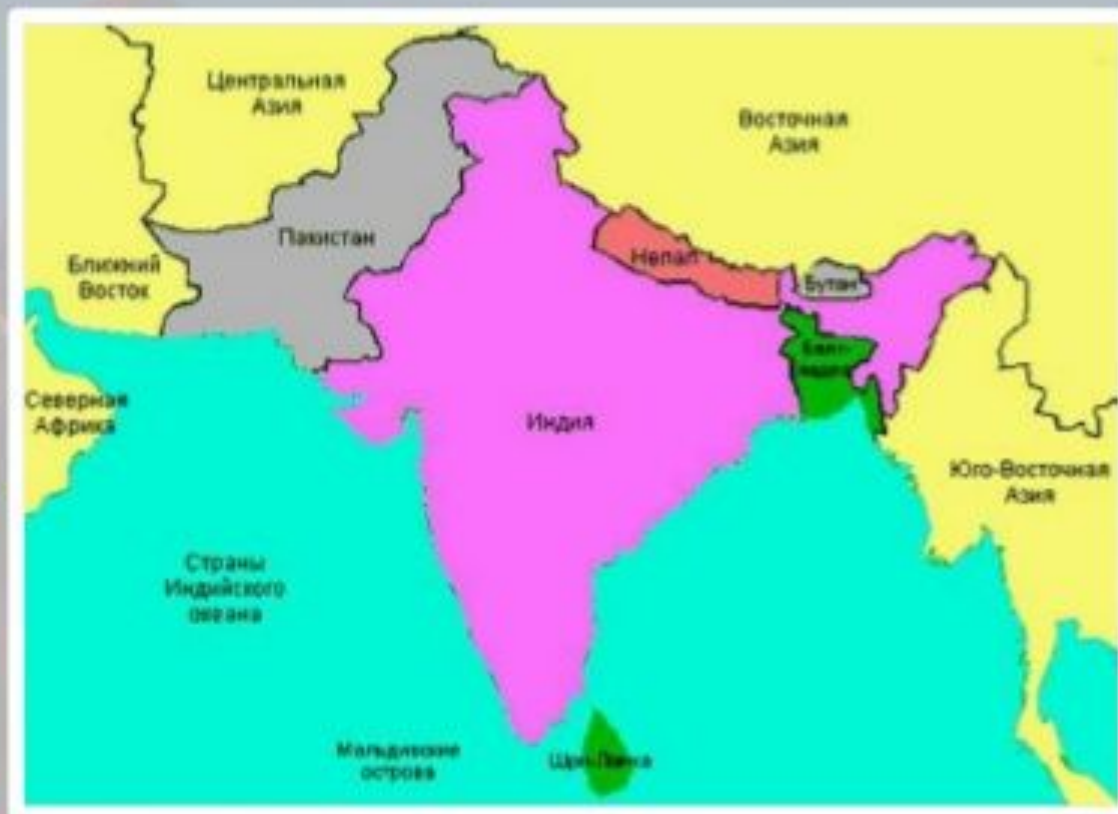 Центральная
Азия
Восточная
Азия
Пакистан
Ближний
Восток
Непал
Бутан
Северная
Африка
Индия
Юго-Восточная
Азия
Страны
Индийского
океана
Мальдивские
острова
Шри-Ланка